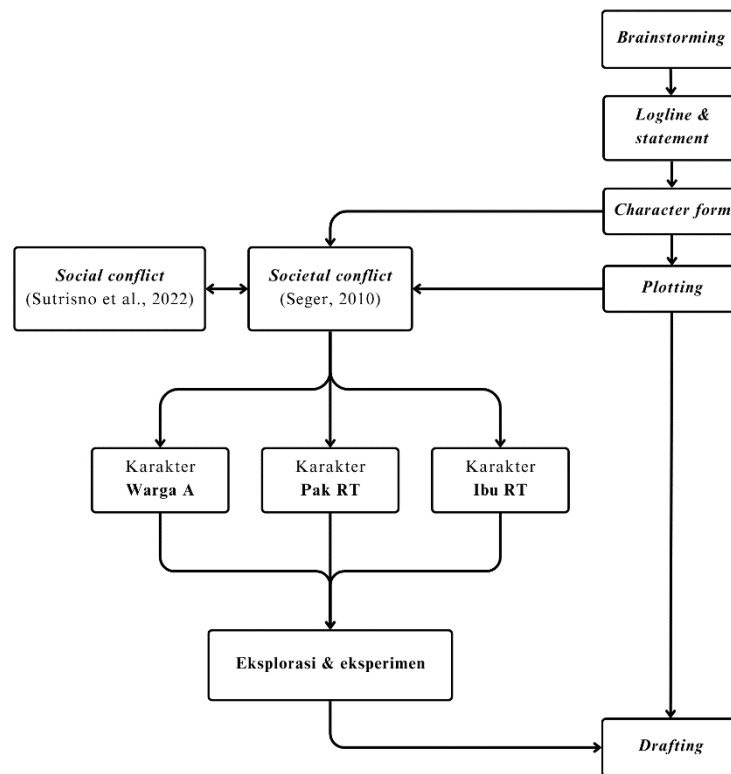 Brainstorming
Logline &
statement
Character form
Social conflict
(Sutrisno et al., 2022)
Societal conflict
(Seger, 2010)
Plotting
Karakter
Warga A
Karakter
Pak RT
Karakter
Ibu RT
Eksplorasi & eksperimen
Drafting